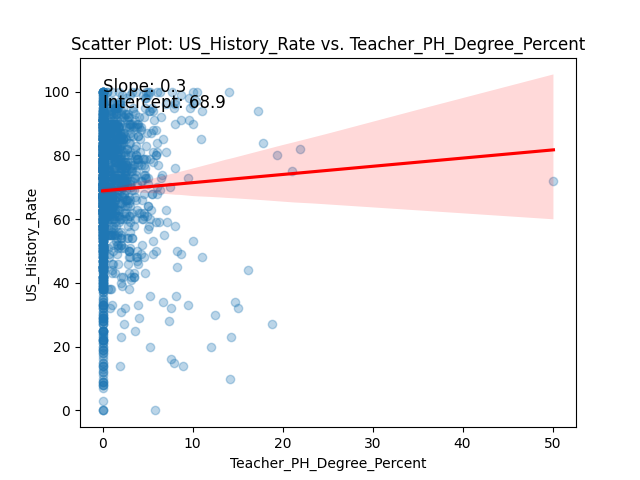 Scatter Plot: US_History_Rate vs. Teacher_PH_Degree_Percent
Slope: 0.3
Intercept: 68.9
US_History_Rate
100
80
60
40
20
0
0 10 20 30 40 50
Teacher_PH_Degree_Percent